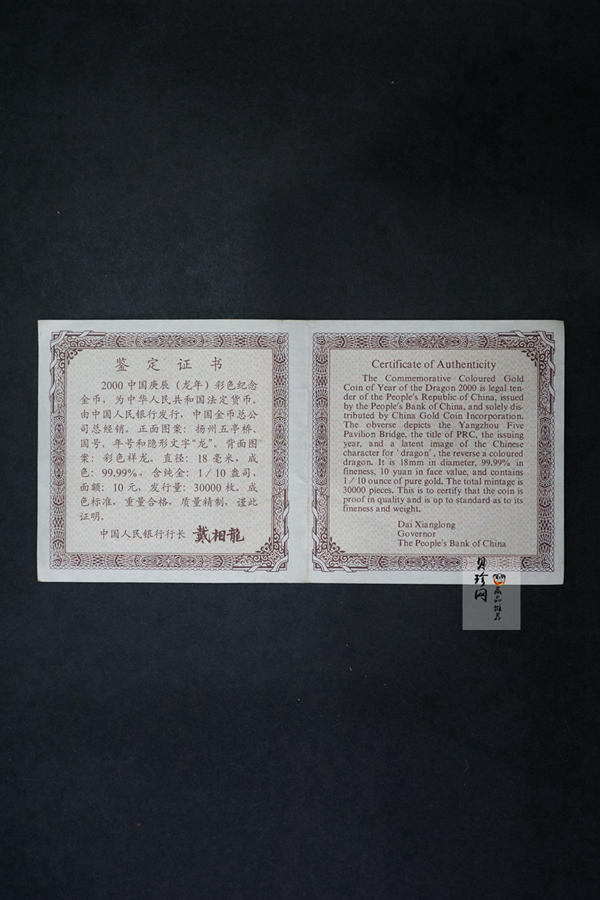 鉴定证书
2000 中国庚辰（龙年）彩色纪念
金币，为中华人民共和国法定货币。
由中国人民银行发行，中国金币总公
司总经销。正面图案：扬州五亭桥、
国号、年号和隐形文字“龙”。背面图
案：彩色祥龙。直径：18 毫米。成
色：99.99%，含纯金：1／10 盎司，
面额：10 元，发行量：30000 枚。成
色标准，重量合格，质量精制，谨此
证明。
中国人民银行行长 戴相龍
Certificate of Authenticity
The Commemorative Coloured Gold
Coin of Year of the Dragon 2000 is legal ten-
der of the People's Republic of China, issued
by the People's Bank of China, and solely dis-
tributed by China Gold Coin Incorporation.
The obverse depicts the Yangzhou Five
Pavilion Bridge, the title of PRC, the issuing
year, and a latent image of the Chinese
character for 'dragon', the reverse a coloured
dragon. It is 18mm in diameter, 99.99% in
fineness, 10 yuan in face value, and contains
1／10 ounce of pure gold. The total mintage is
30000 pieces. This is to certify that the coin is
proof in quality and is up to standard as to its
fineness and weight.
Dai Xianglong
Governor
The People's Bank of China
贝珍网
藏品推荐